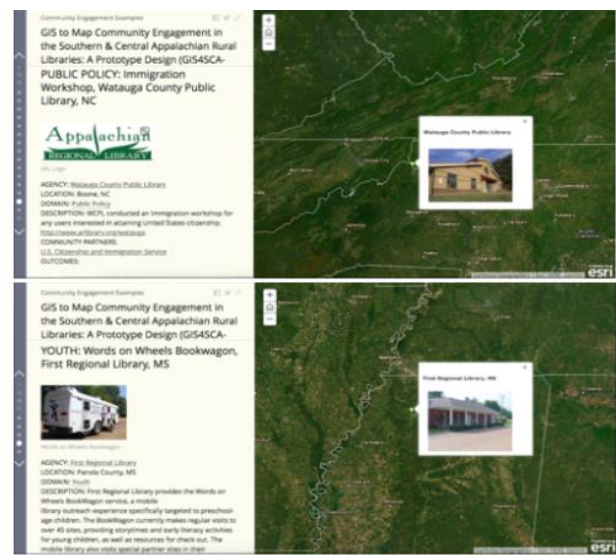 Community Engagement Examples
GIS to Map Community Engagement in
the Southern & Central Appalachian Rural
Libraries: A Prototype Design (GIS4SCA-
PUBLIC POLICY: Immigration
Workshop, Watauga County Public
Library, NC
Appalachian
REGIONAL LIBRARY
AGENCY: Watauga County Public Library
LOCATION: Boone, NC
DOMAIN: Public Policy
DESCRIPTION: WCPL conducted an immigration workshop for
any users interested in attaining United States citizenship.
http://www.arlibrary.org/watauga
COMMUNITY PARTNERS:
U.S. Citizenship and Immigration Service
OUTCOMES:
Watauga County Public Library
esri
Community Engagement Examples
GIS to Map Community Engagement in
the Southern & Central Appalachian Rural
Libraries: A Prototype Design (GIS4SCA-
YOUTH: Words on Wheels Bookwagon,
First Regional Library, MS
Words on Wheels Bookwagon
AGENCY: First Regional Library
LOCATION: Panola County, MS
DOMAIN: Youth
DESCRIPTION: First Regional Library provides the Words on
Wheels BookWagon service, a mobile
library outreach experience specifically targeted to preschool-
age children. The BookWagon currently makes regular visits to
over 45 sites, providing storytimes and early literacy activities
for young children, as well as resources for check out. The
mobile library also visits special partner sites in their
First Regional Library, MS
esri